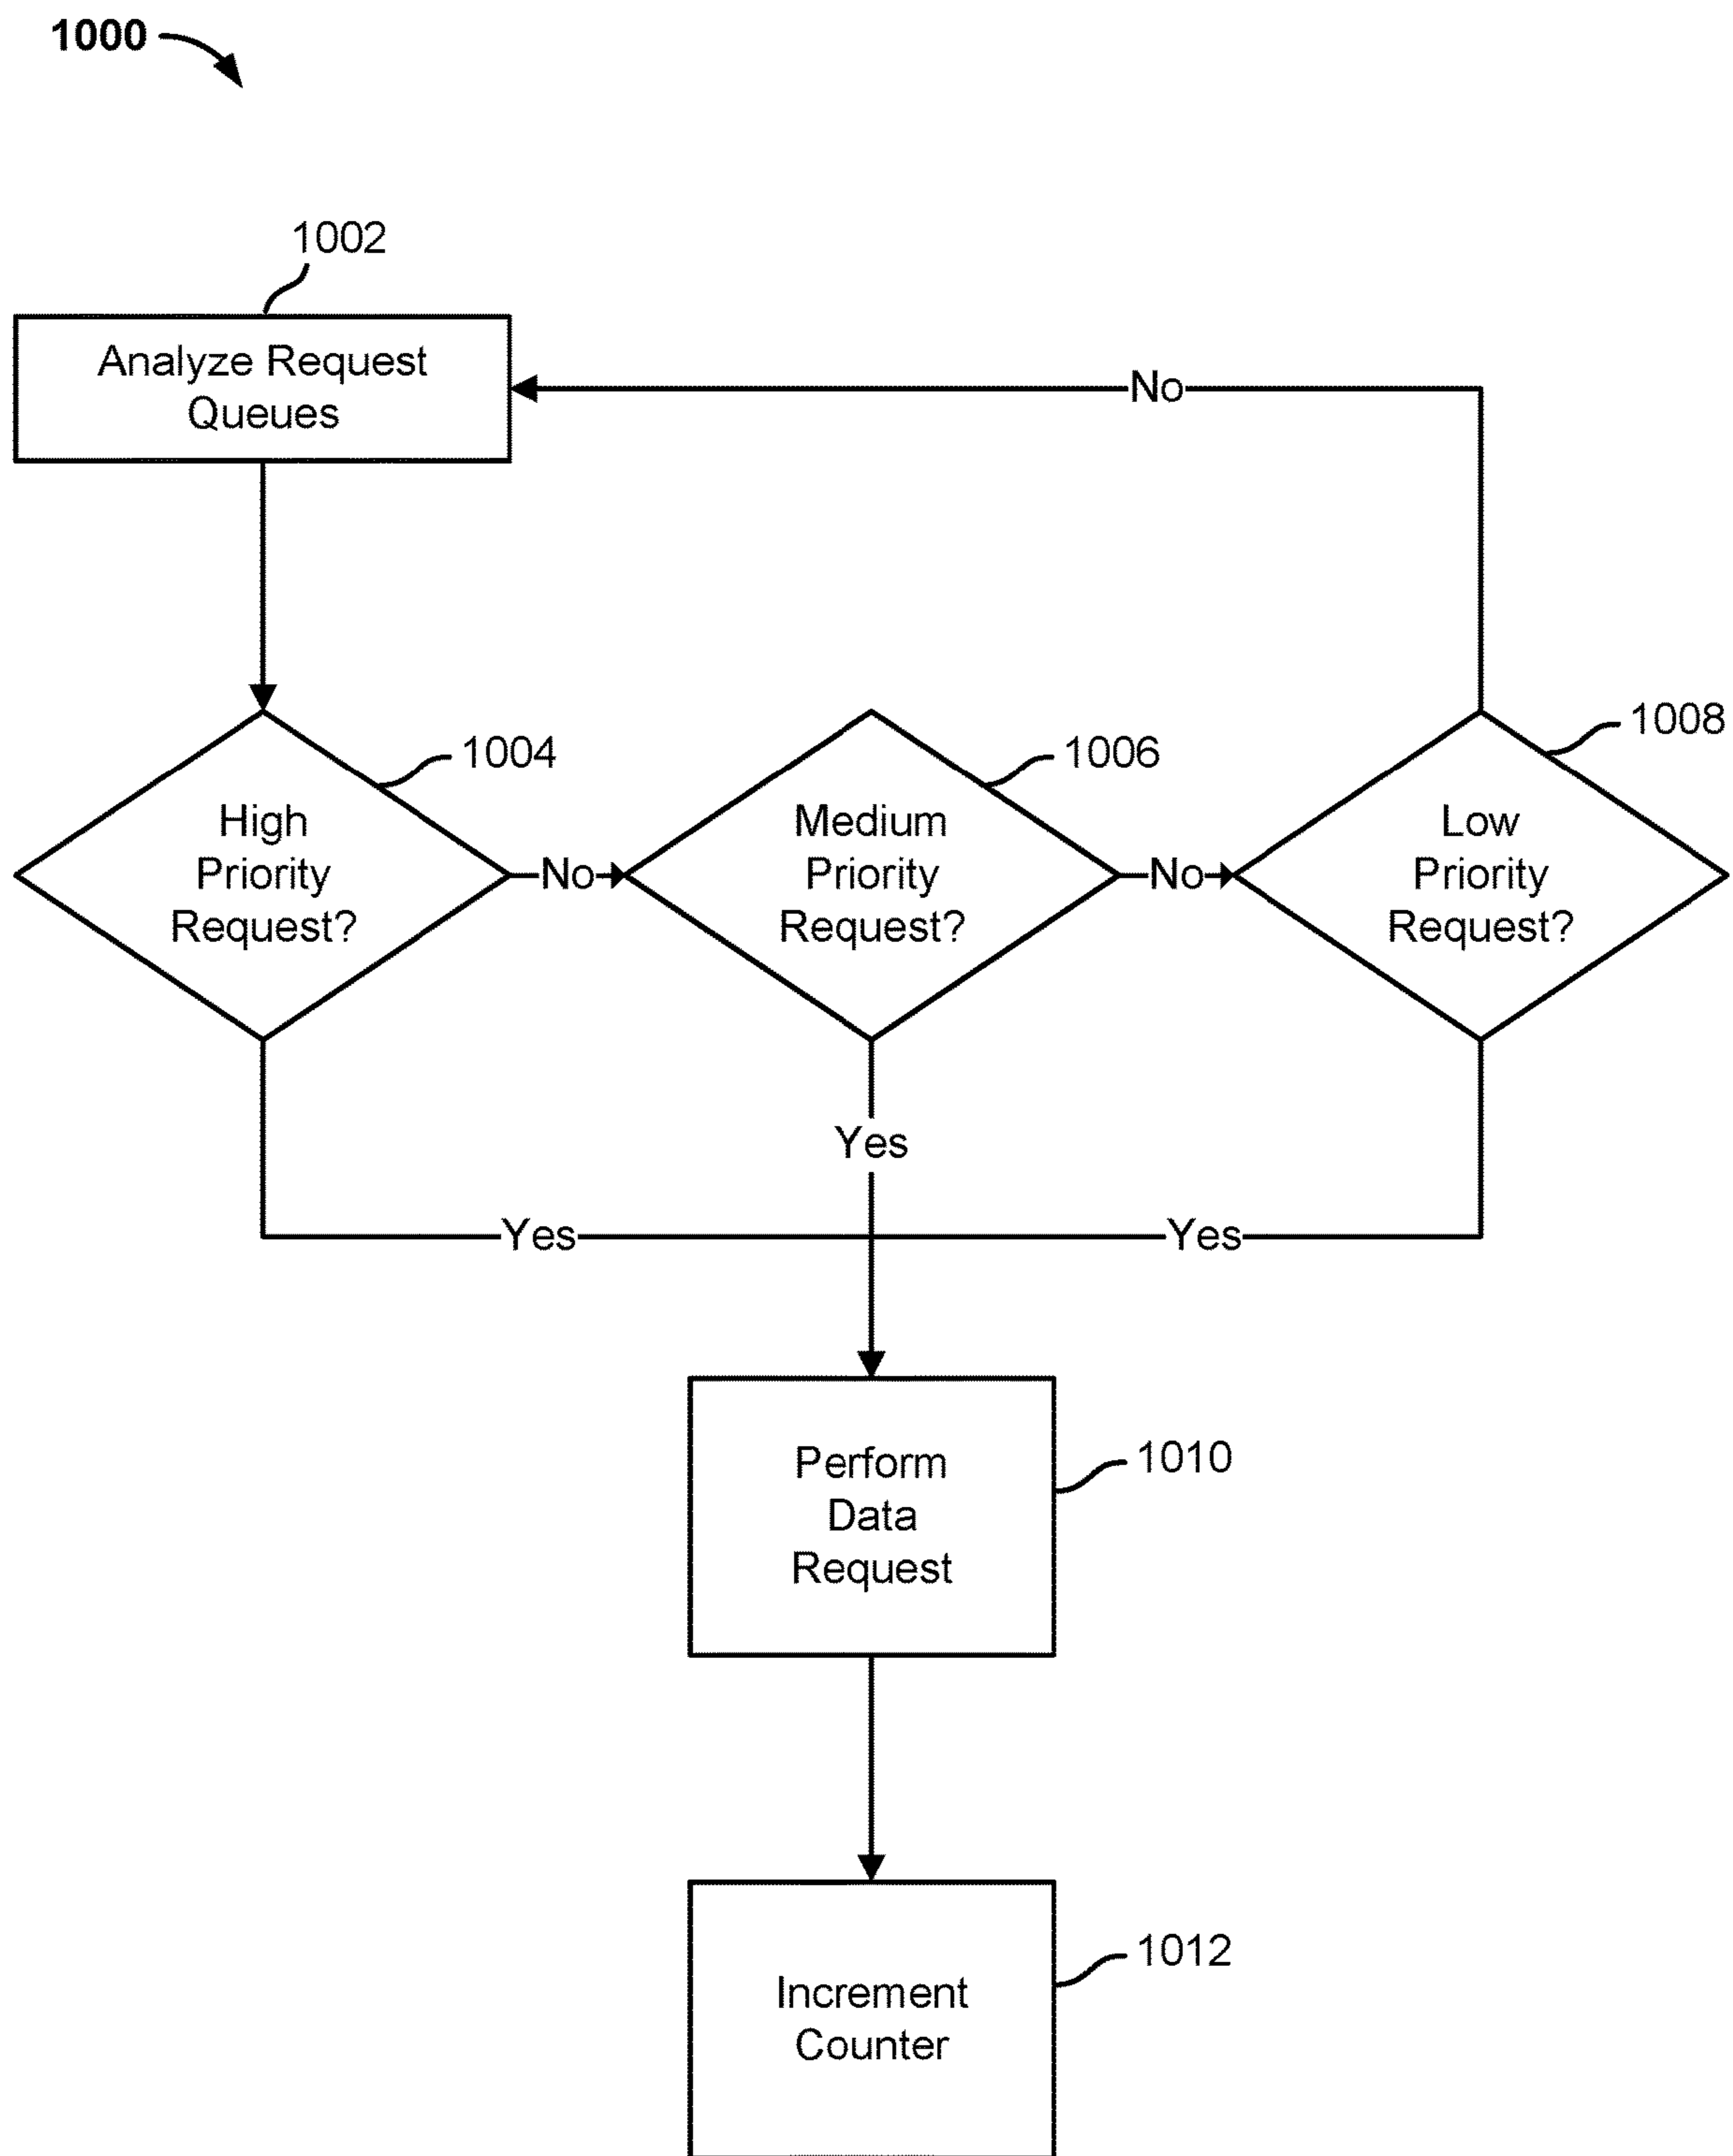 1000
1002
Analyze Request
Queues
No
1004
1006
1008
High
Priority
Request?
No
Medium
Priority
Request?
No
Low
Priority
Request?
Yes
Yes
Yes
Perform
Data
Request
1010
Increment
Counter
1012